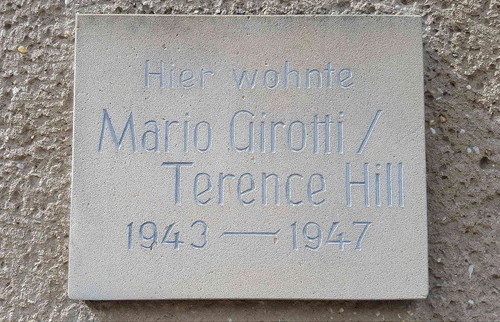 Hier wohnte
Mario Girotti /
Terence Hill
1943 — 1947